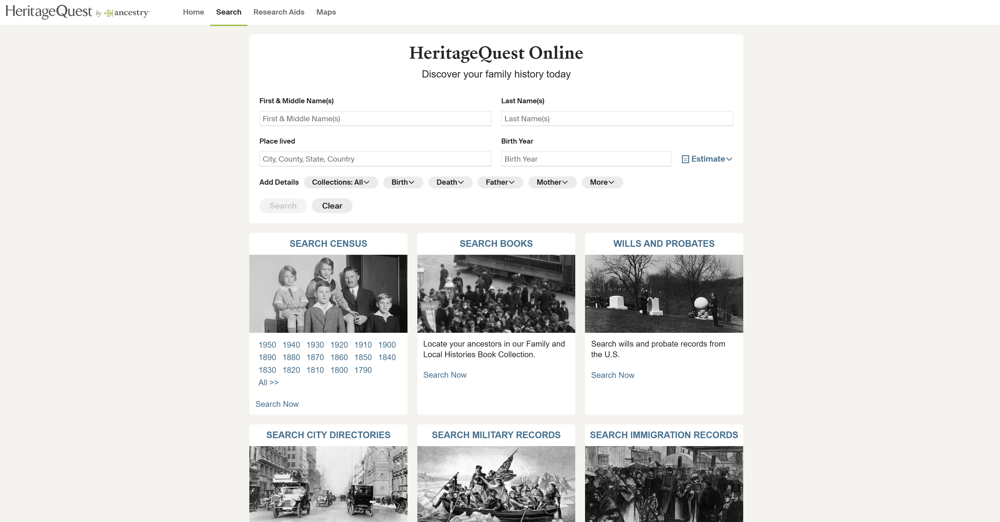 HeritageQuest by ancestry
Home Search Research Aids Maps
HeritageQuest Online
Discover your family history today
First & Middle Name(s) Last Name(s)
First & Middle Name(s) Last Name(s)
Place lived Birth Year
City, County, State, Country Birth Year Estimate
Add Details Collections: All Birth Death Father Mother More
Search Clear
SEARCH CENSUS
1950 1940 1930 1920 1910 1900
1890 1880 1870 1860 1850 1840
1830 1820 1810 1800 1790
All >>
Search Now
SEARCH BOOKS
Locate your ancestors in our Family and
Local Histories Book Collection.
Search Now
WILLS AND PROBATES
Search wills and probate records from
the U.S.
Search Now
SEARCH CITY DIRECTORIES
SEARCH MILITARY RECORDS
SEARCH IMMIGRATION RECORDS